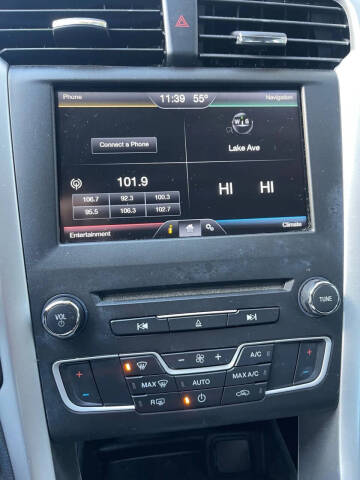 Phone
11:39 55°
Navigation
Connect a Phone
W S
Lake Ave
101.9
106.7 92.3 100.3
95.5 106.3 102.7
HI HI
Entertainment
i
Climate
VOL
TUNE
- +
A/C
MAX
AUTO
MAX A/C
R